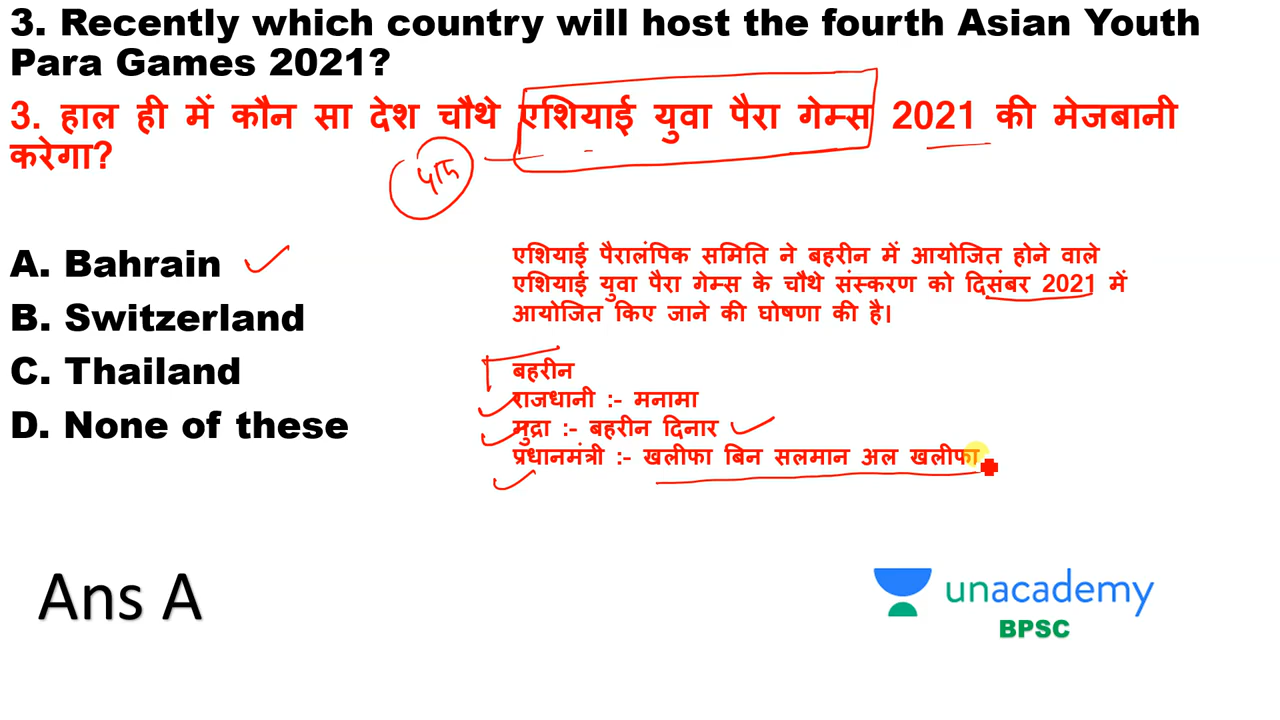 3. Recently which country will host the fourth Asian Youth
Para Games 2021?
3. हाल ही में कौन सा देश चौथे एशियाई युवा पैरा गेम्स 2021 की मेजबानी
करेगा?
A. Bahrain
B. Switzerland
C. Thailand
D. None of these
एशियाई पैरालंपिक समिति ने बहरीन में आयोजित होने वाले
एशियाई युवा पैरा गेम्स के चौथे संस्करण को दिसंबर 2021 में
आयोजित किए जाने की घोषणा की है।
बहरीन
राजधानी :- मनामा
मुद्रा :- बहरीन दिनार
प्रधानमंत्री :- खलीफा बिन सलमान अल खलीफा
Ans A
unacademy
BPSC